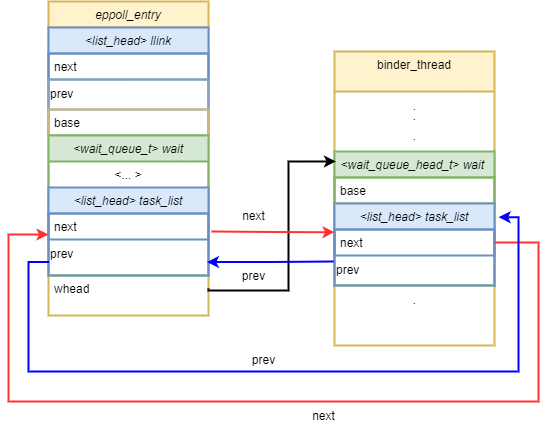 eppoll_entry
<list_head> llink
next
prev
base
<wait_queue_t> wait
<... >
<list_head> task_list
next
prev
whead
binder_thread
.
.
.
<wait_queue_head_t> wait
base
<list_head> task_list
next
prev
.
next
prev
prev
next